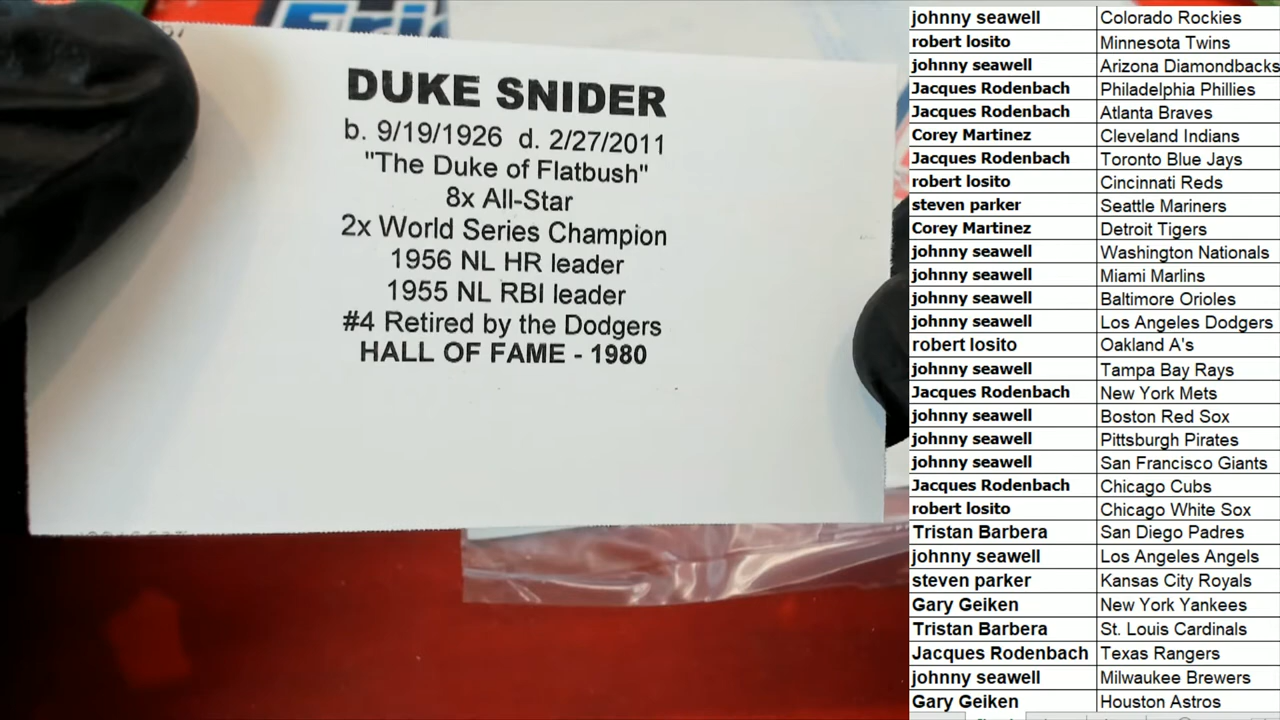 DUKE SNIDER
b. 9/19/1926 d. 2/27/2011
"The Duke of Flatbush"
8x All-Star
2x World Series Champion
1956 NL HR leader
1955 NL RBI leader
#4 Retired by the Dodgers
HALL OF FAME - 1980
johnny seawell Colorado Rockies
robert losito Minnesota Twins
johnny seawell Arizona Diamondbacks
Jacques Rodenbach Philadelphia Phillies
Jacques Rodenbach Atlanta Braves
Corey Martinez Cleveland Indians
Jacques Rodenbach Toronto Blue Jays
robert losito Cincinnati Reds
steven parker Seattle Mariners
Corey Martinez Detroit Tigers
johnny seawell Washington Nationals
johnny seawell Miami Marlins
johnny seawell Baltimore Orioles
johnny seawell Los Angeles Dodgers
robert losito Oakland A's
johnny seawell Tampa Bay Rays
Jacques Rodenbach New York Mets
johnny seawell Boston Red Sox
johnny seawell Pittsburgh Pirates
johnny seawell San Francisco Giants
Jacques Rodenbach Chicago Cubs
robert losito Chicago White Sox
Tristan Barbera San Diego Padres
johnny seawell Los Angeles Angels
steven parker Kansas City Royals
Gary Geiken New York Yankees
Tristan Barbera St. Louis Cardinals
Jacques Rodenbach Texas Rangers
johnny seawell Milwaukee Brewers
Gary Geiken Houston Astros